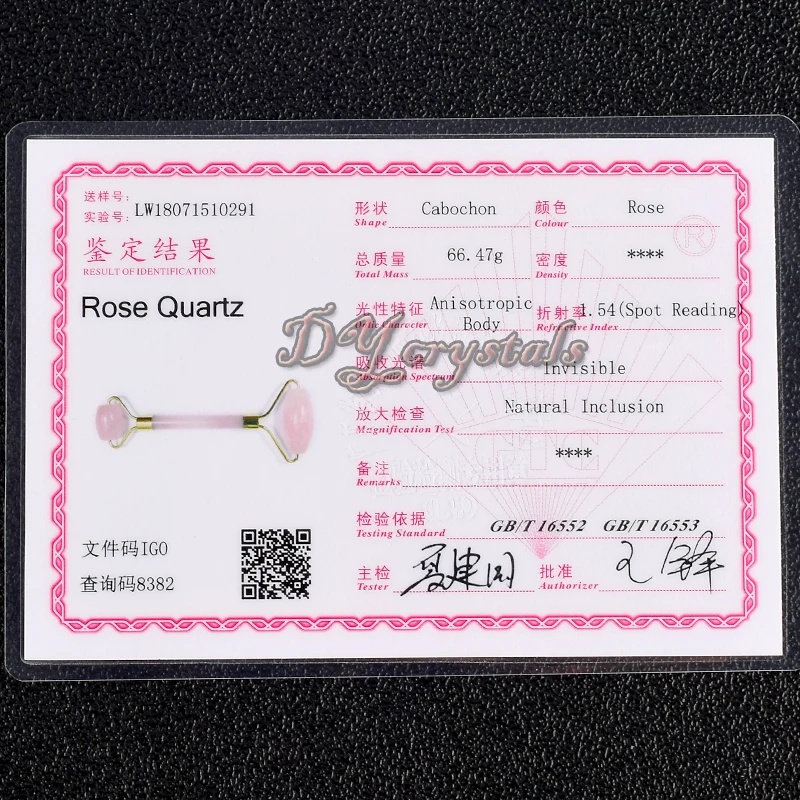 送样号:
实验号: LW18071510291
鉴定结果
RESULT OF IDENTIFICATION
Rose Quartz
文件码IGO
查询码8382
形状 Cabochon 颜色 Rose
Shape Colour
总质量 66.47g 密度 ****
Total Mass Density
光性特征 Anisotropic Body 折射率 1.54(Spot Reading)
Optic Character Refractive Index
吸收光谱 Invisible
Absorption Spectrum
放大检查 Natural Inclusion
Magnification Test
备注 ****
Remarks
检验依据 GB/T 16552 GB/T 16553
Testing Standard
主检 批准
Tester Authorizer
DYcrystals
®